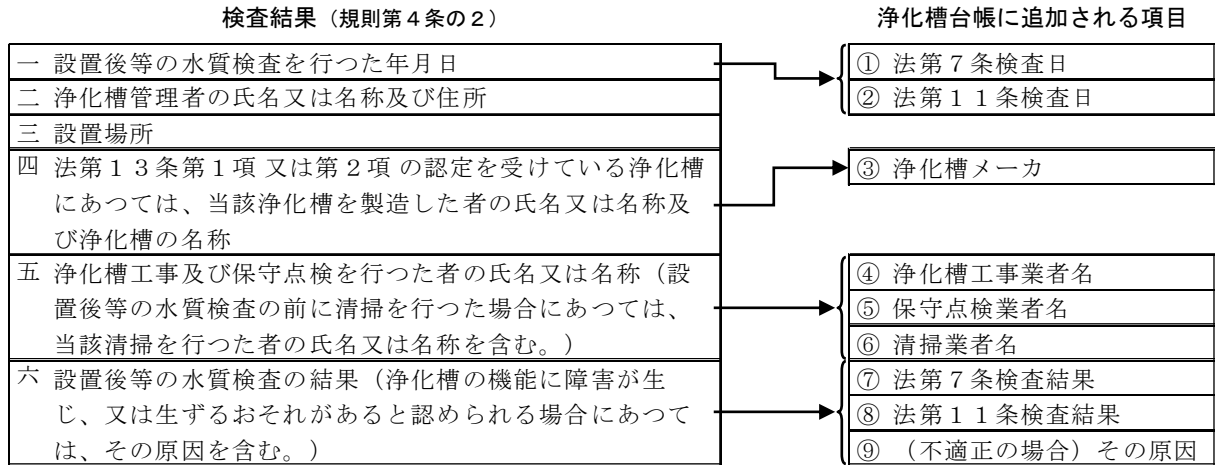 検査結果（規則第４条の２）
浄化槽台帳に追加される項目
一 設置後等の水質検査を行つた年月日
二 浄化槽管理者の氏名又は名称及び住所
三 設置場所
四 法第１３条第１項 又は第２項 の認定を受けている浄化槽
にあつては、当該浄化槽を製造した者の氏名又は名称及
び浄化槽の名称
五 浄化槽工事及び保守点検を行つた者の氏名又は名称（設
置後等の水質検査の前に清掃を行つた場合にあつては、
当該清掃を行つた者の氏名又は名称を含む。）
六 設置後等の水質検査の結果（浄化槽の機能に障害が生
じ、又は生ずるおそれがあると認められる場合にあつて
は、その原因を含む。）
① 法第７条検査日
② 法第１１条検査日
③ 浄化槽メーカ
④ 浄化槽工事業者名
⑤ 保守点検業者名
⑥ 清掃業者名
⑦ 法第７条検査結果
⑧ 法第１１条検査結果
⑨ （不適正の場合）その原因